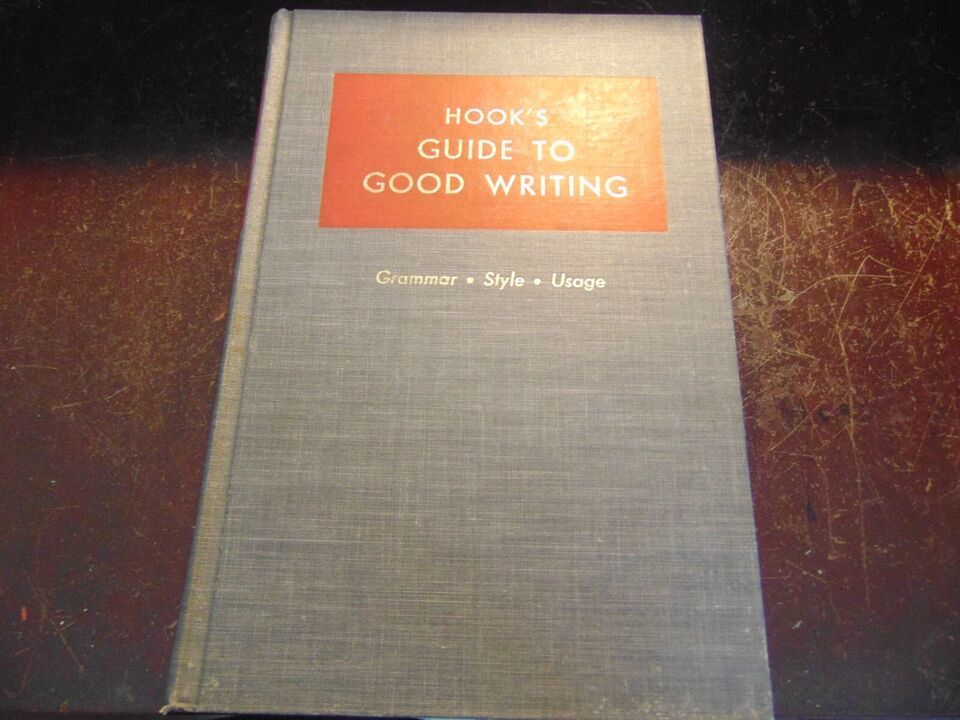 HOOK'S
GUIDE TO
GOOD WRITING
Grammar • Style • Usage